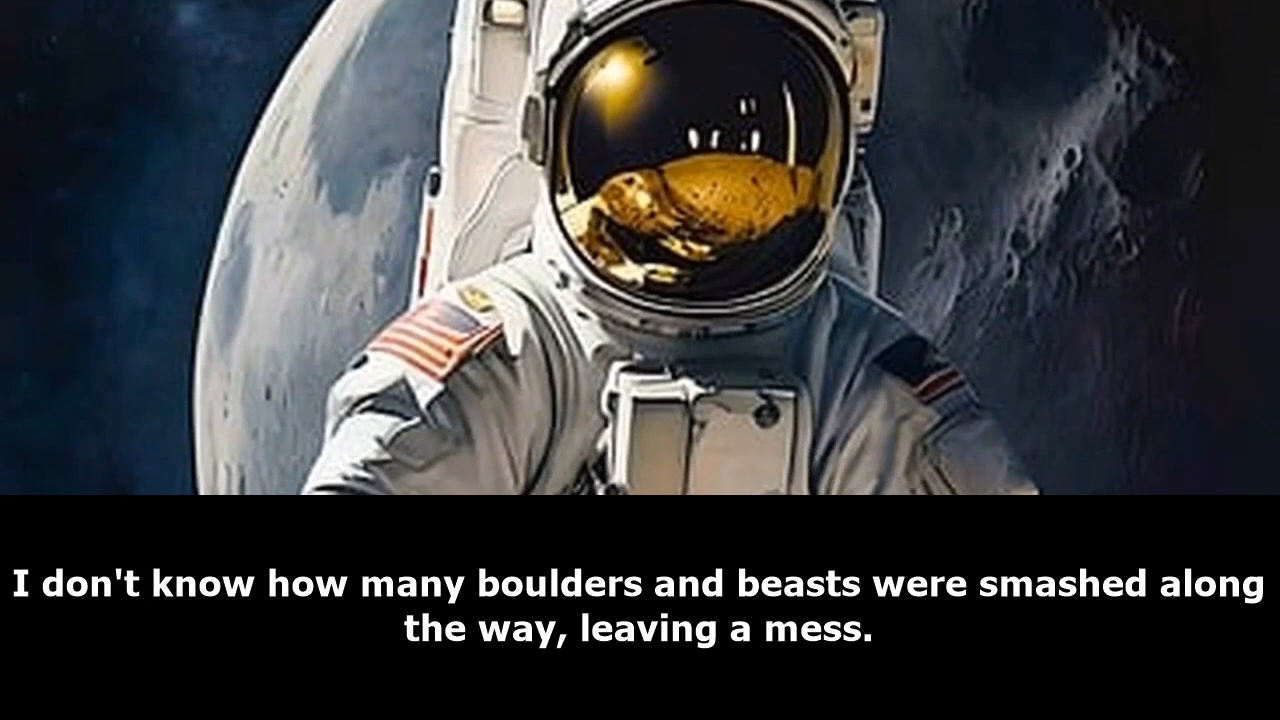 I don't know how many boulders and beasts were smashed along
the way, leaving a mess.